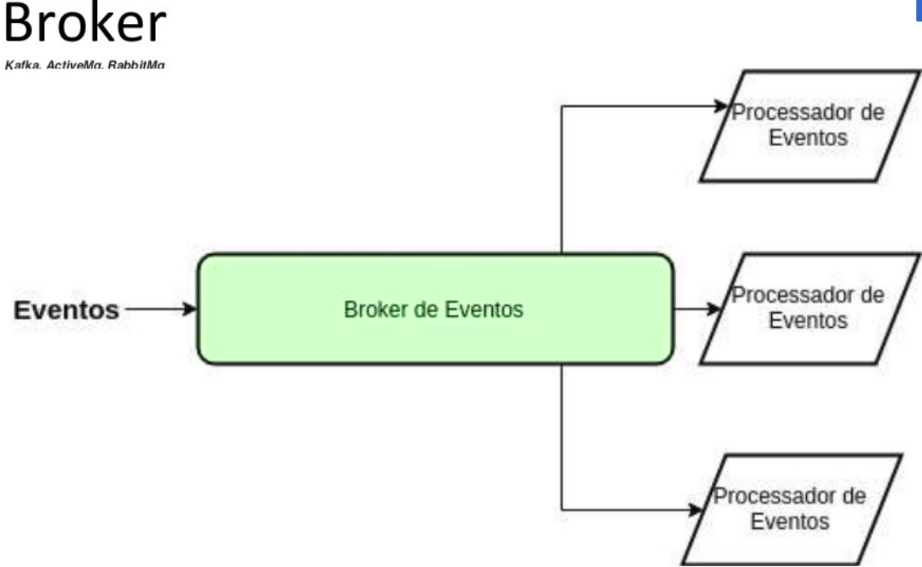 Broker
Kafka, ActiveMq, RabbitMq
Processador de
Eventos
Eventos
Broker de Eventos
Processador de
Eventos
Processador de
Eventos